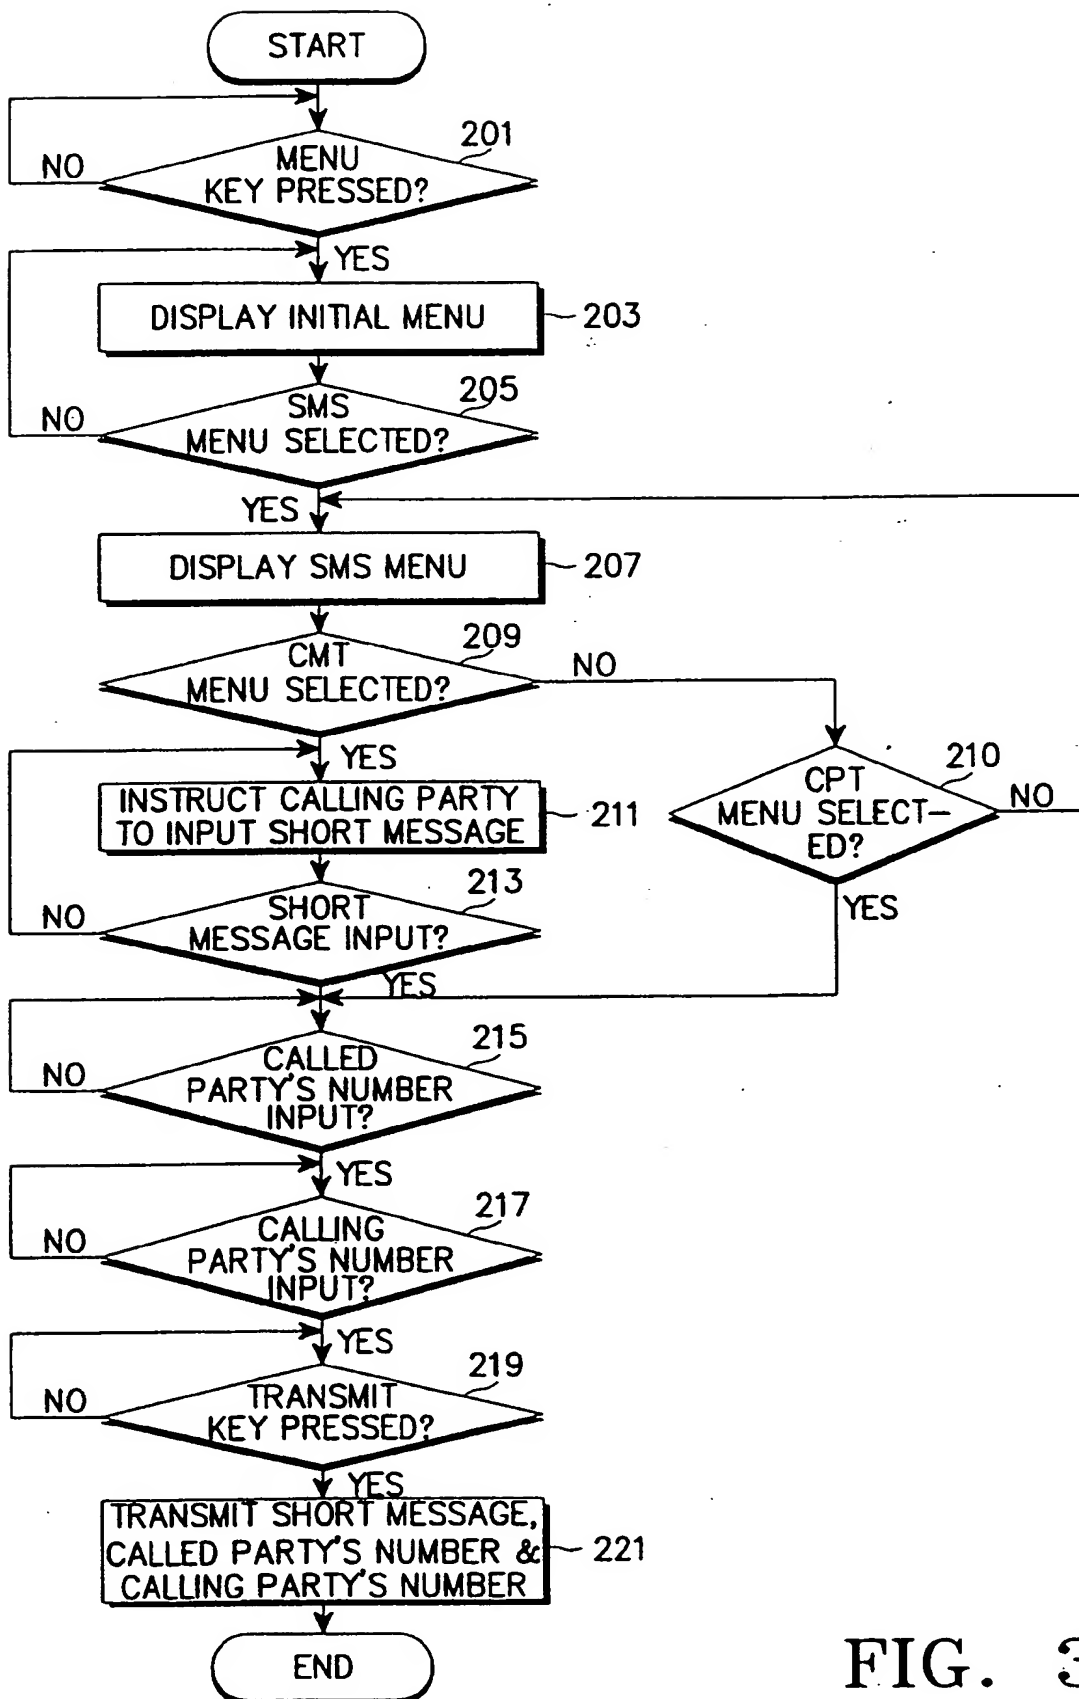 START
201
MENU
KEY PRESSED?
NO
YES
DISPLAY INITIAL MENU
203
205
SMS
MENU SELECTED?
NO
YES
DISPLAY SMS MENU
207
209
CMT
MENU SELECTED?
NO
YES
210
CPT
MENU SELECT-
ED?
NO
YES
INSTRUCT CALLING PARTY
TO INPUT SHORT MESSAGE
211
213
SHORT
MESSAGE INPUT?
NO
YES
215
CALLED
PARTY'S NUMBER
INPUT?
NO
YES
217
CALLING
PARTY'S NUMBER
INPUT?
NO
YES
219
TRANSMIT
KEY PRESSED?
NO
YES
TRANSMIT SHORT MESSAGE,
CALLED PARTY'S NUMBER &
CALLING PARTY'S NUMBER
221
END
FIG. 3